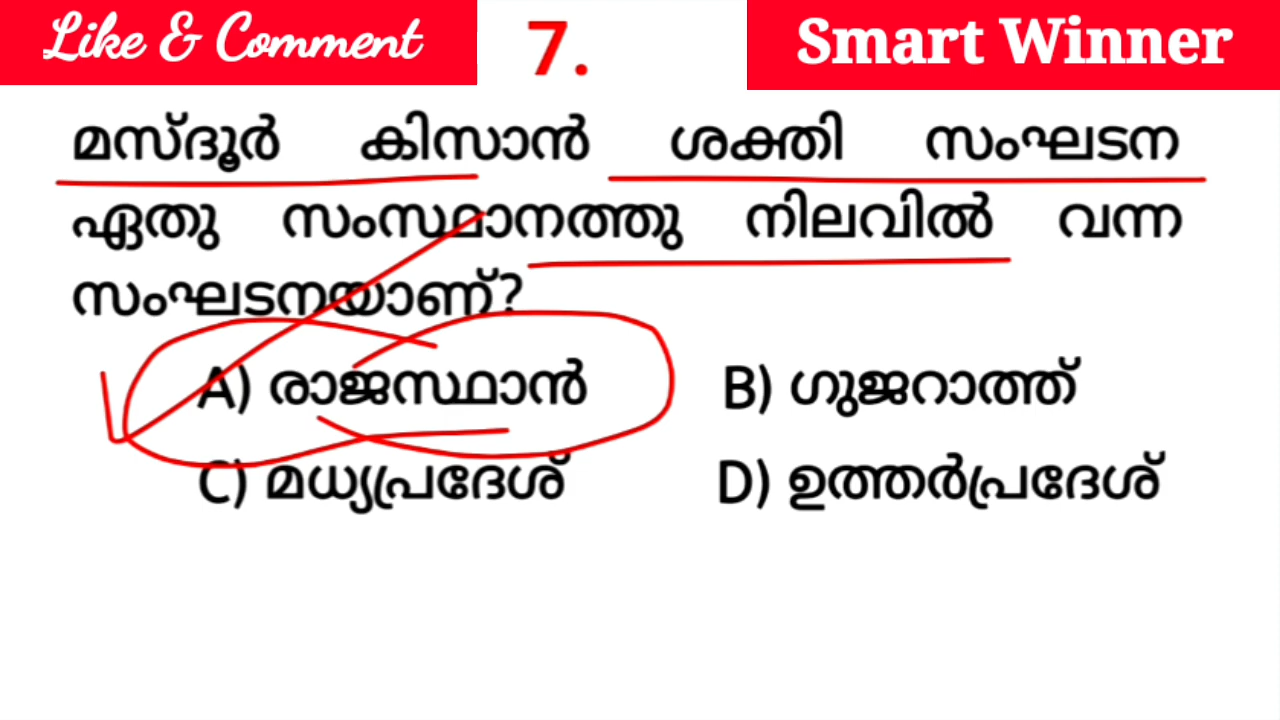 Like & Comment
7.
Smart Winner
മസ്ദൂർ കിസാൻ ശക്തി സംഘടന
ഏതു സംസ്ഥാനത്തു നിലവിൽ വന്ന
സംഘടനയാണ്?
A) രാജസ്ഥാൻ B) ഗുജറാത്ത്
C) മധ്യപ്രദേശ് D) ഉത്തർപ്രദേശ്